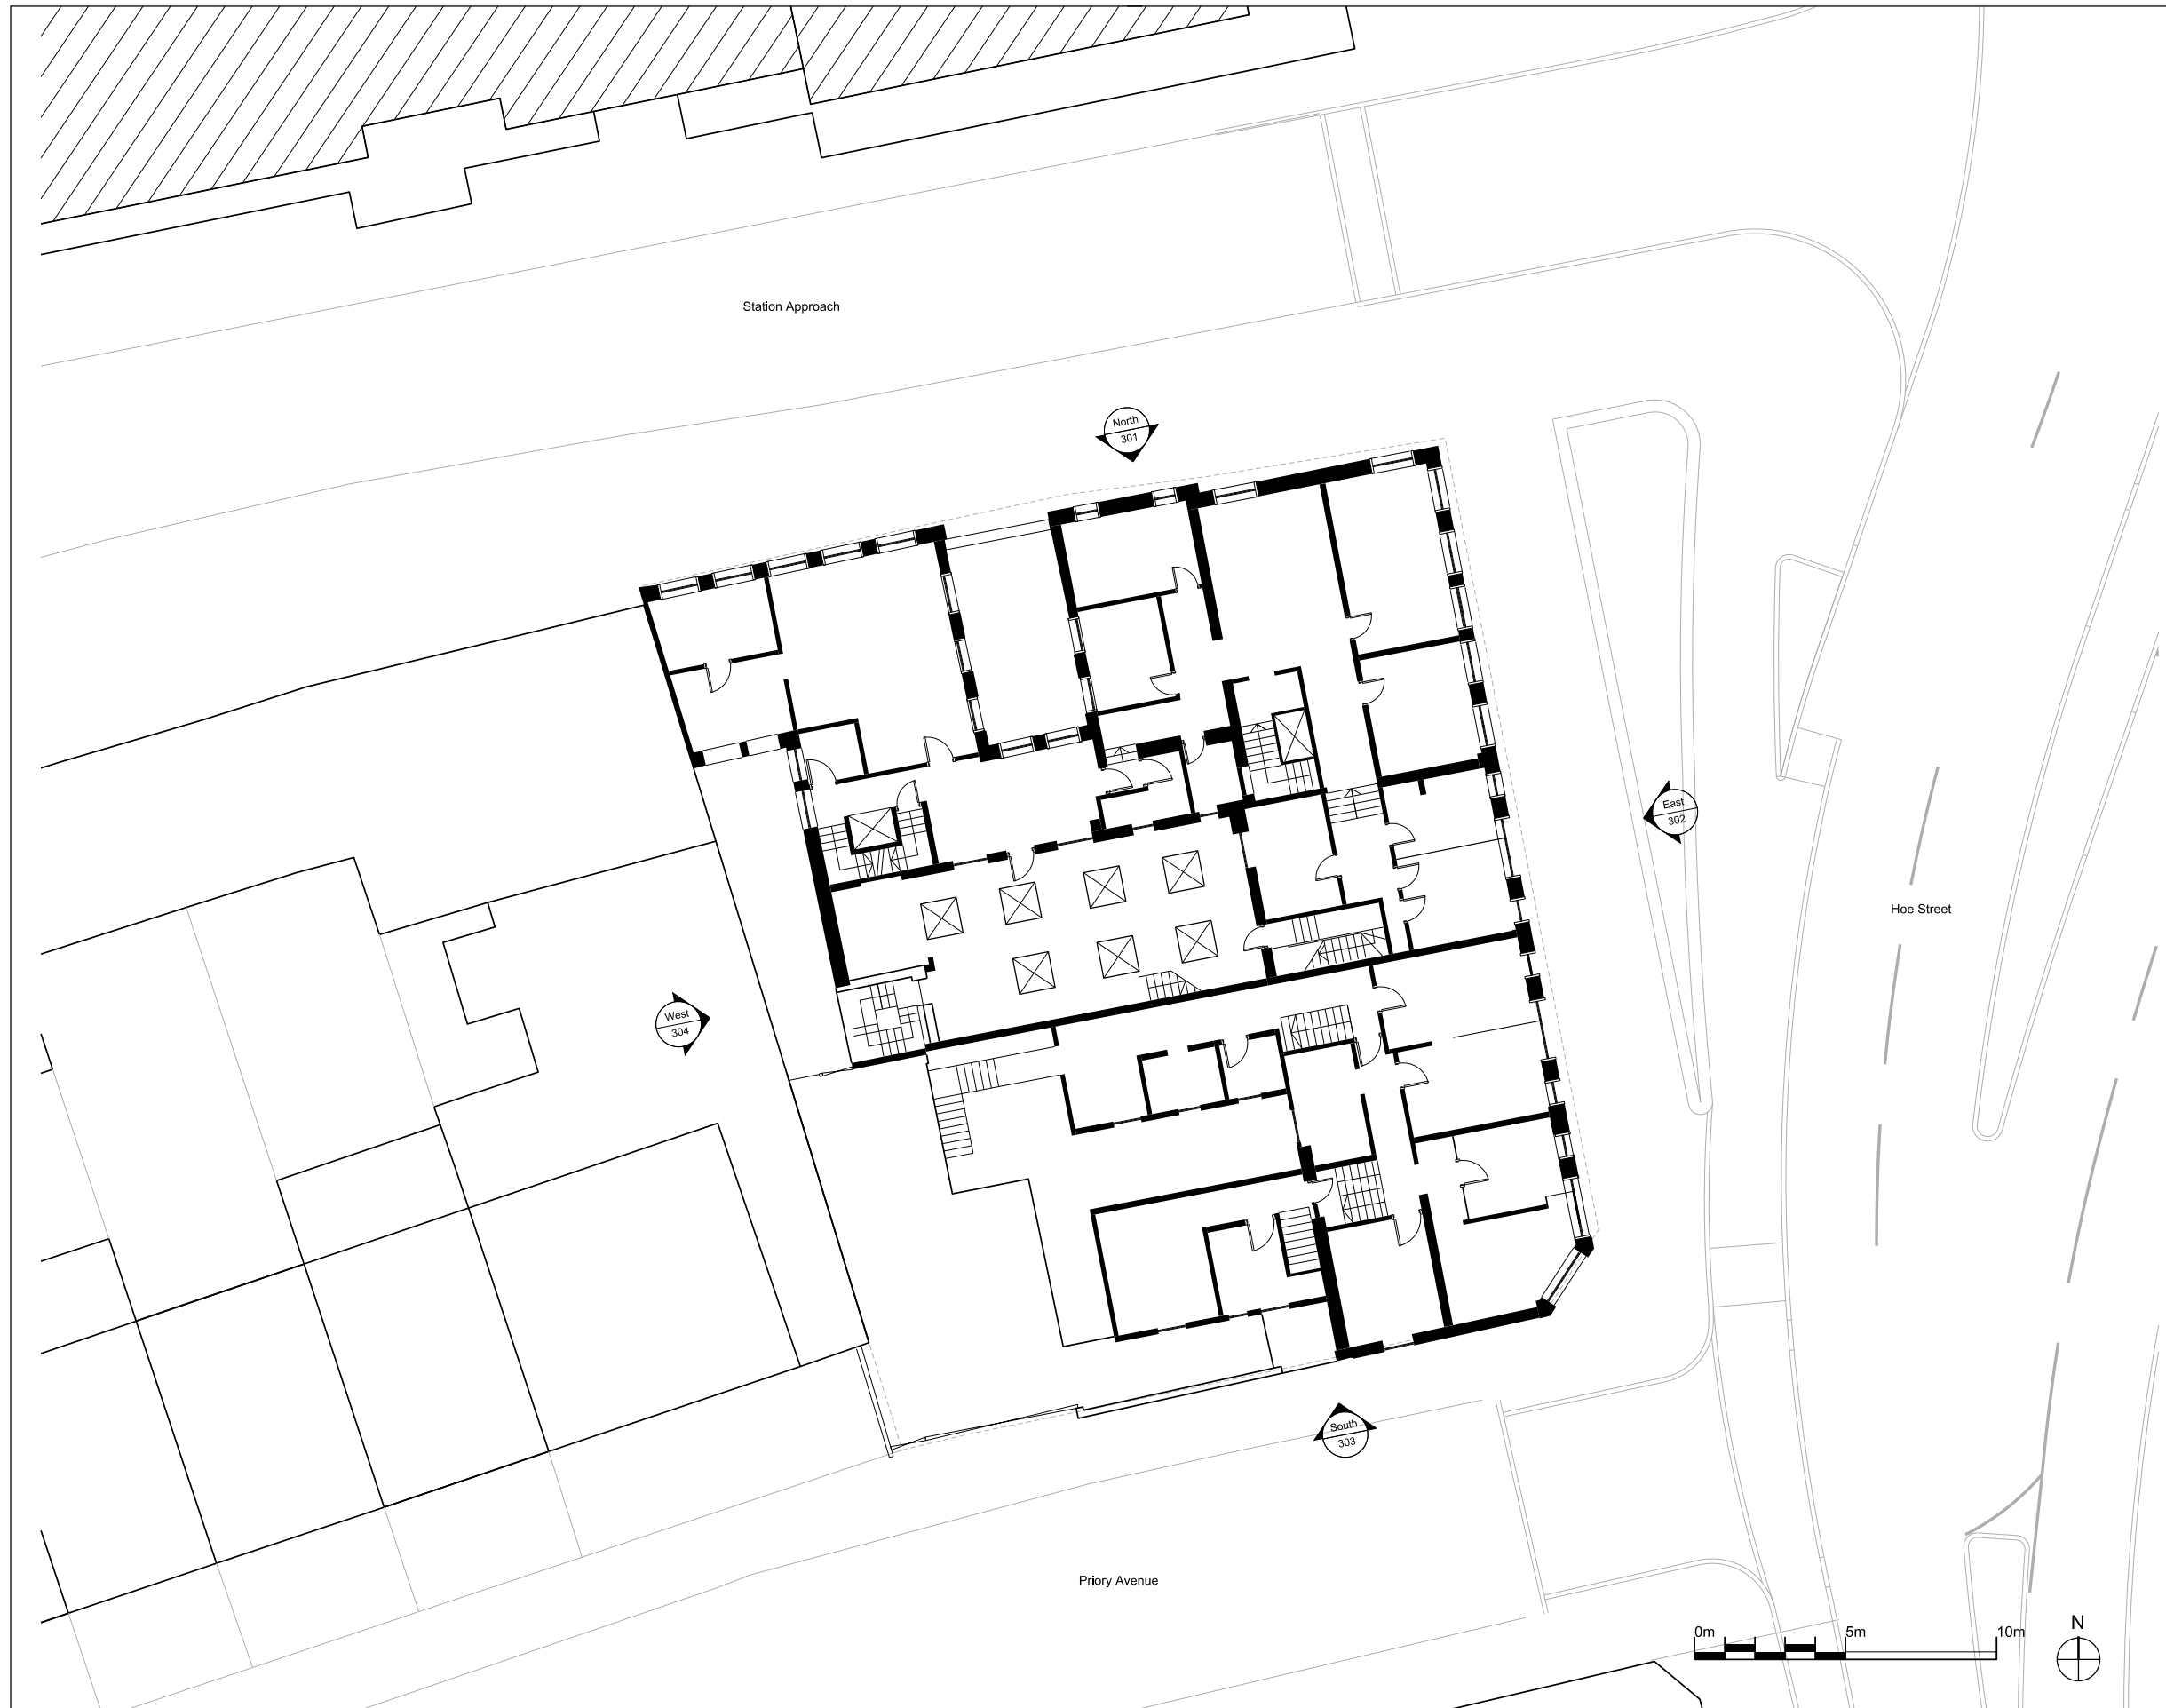 Station Approach
North
301
East
302
Hoe Street
West
304
South
303
Priory Avenue
0m 5m 10m
N